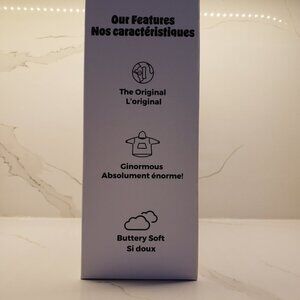 Our Features
Nos caractéristiques
The Original
L'original
Ginormous
Absolument énorme!
Buttery Soft
Si doux